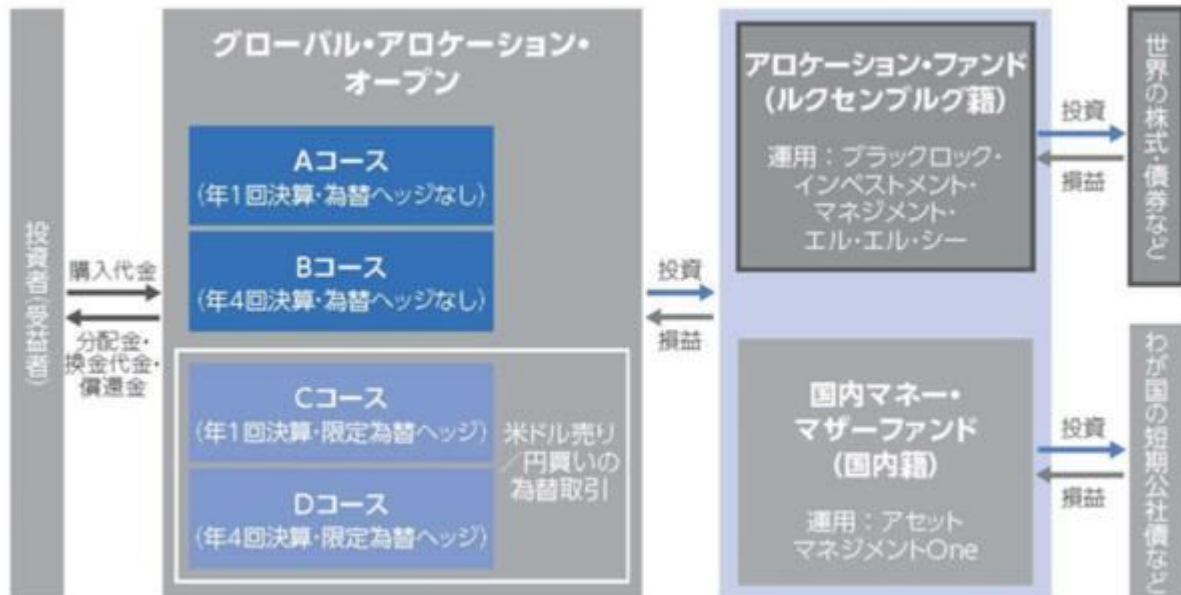 投資者(受益者)
購入代金
分配金・
換金代金・
償還金
グローバル・アロケーション・
オープン
Aコース
(年1回決算・為替ヘッジなし)
Bコース
(年4回決算・為替ヘッジなし)
Cコース
(年1回決算・限定為替ヘッジ)
Dコース
(年4回決算・限定為替ヘッジ)
米ドル売り
/円買いの
為替取引
投資
損益
アロケーション・ファンド
(ルクセンブルグ籍)
運用:ブラックロック・
インベストメント・
マネジメント・
エル・エル・シー
投資
損益
世界の株式・債券など
国内マネー・
マザーファンド
(国内籍)
運用:アセット
マネジメントOne
投資
損益
わが国の短期公社債など